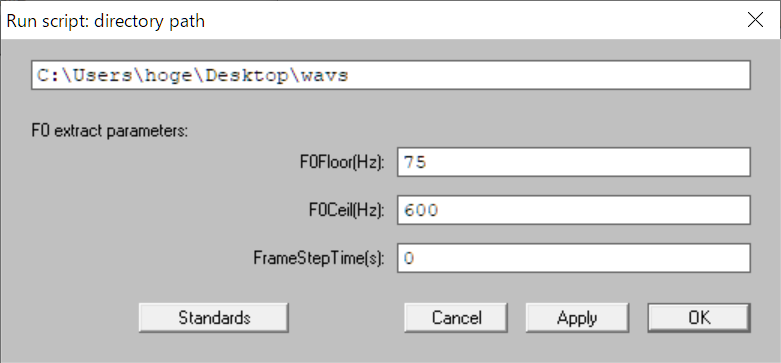 Run script: directory path
C:\Users\hoge\Desktop\wavs
F0 extract parameters:
F0Floor(Hz): 75
F0Ceil(Hz): 600
FrameStepTime(s): 0
Standards Cancel Apply OK